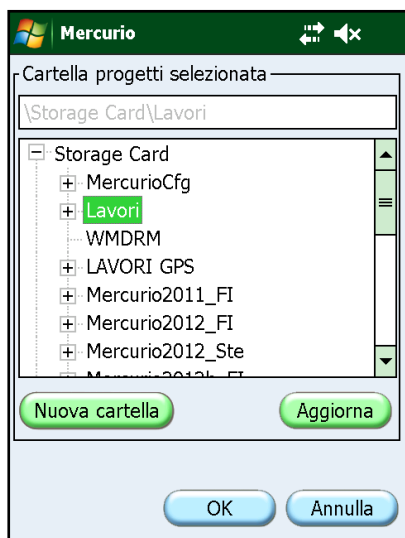 Mercurio
Cartella progetti selezionata
\Storage Card\Lavori
Storage Card
MercurioCfg
Lavori
WMDRM
LAVORI GPS
Mercurio2011_FI
Mercurio2012_FI
Mercurio2012_Ste
Mercurio2012b_FI
Nuova cartella
Aggiorna
OK
Annulla